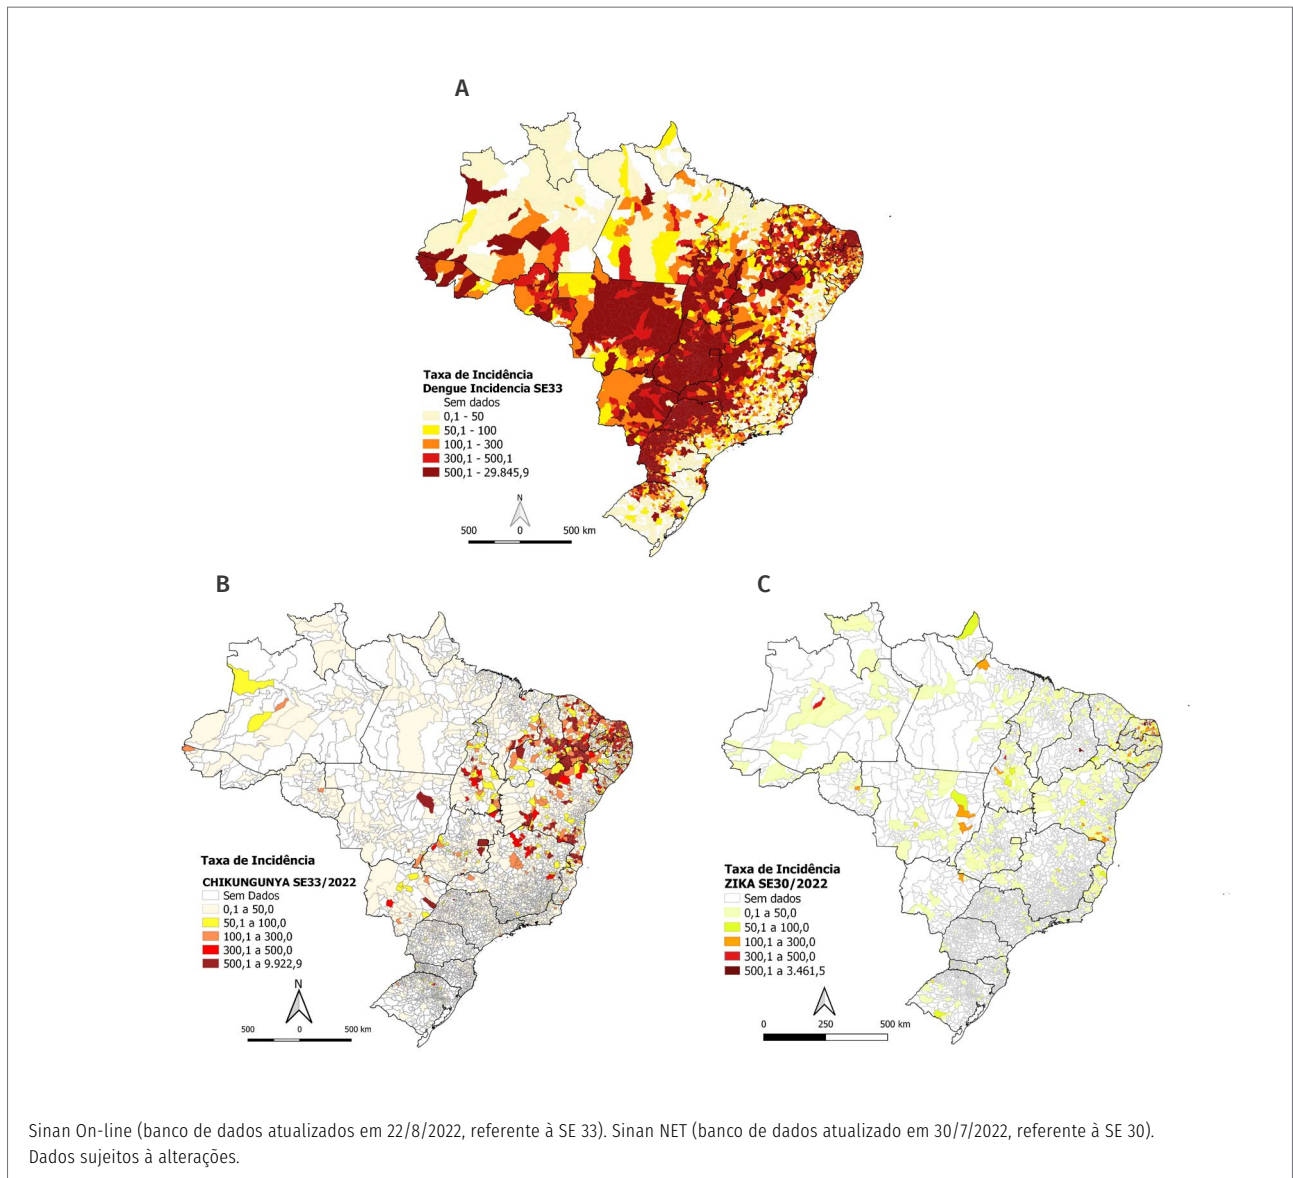 A
Taxa de Incidência
Dengue Incidencia SE33
Sem dados
0,1 - 50
50,1 - 100
100,1 - 300
300,1 - 500,1
500,1 - 29.845,9
N
500 0 500 km
B
Taxa de Incidência
CHIKUNGUNYA SE33/2022
Sem Dados
0,1 a 50,0
50,1 a 100,0
100,1 a 300,0
300,1 a 500,0
500,1 a 9.922,9
N
500 0 500 km
C
Taxa de Incidência
ZIKA SE30/2022
Sem dados
0,1 a 50,0
50,1 a 100,0
100,1 a 300,0
300,1 a 500,0
500,1 a 3.461,5
0 250 500 km
Sinan On-line (banco de dados atualizados em 22/8/2022, referente à SE 33). Sinan NET (banco de dados atualizado em 30/7/2022, referente à SE 30).
Dados sujeitos à alterações.